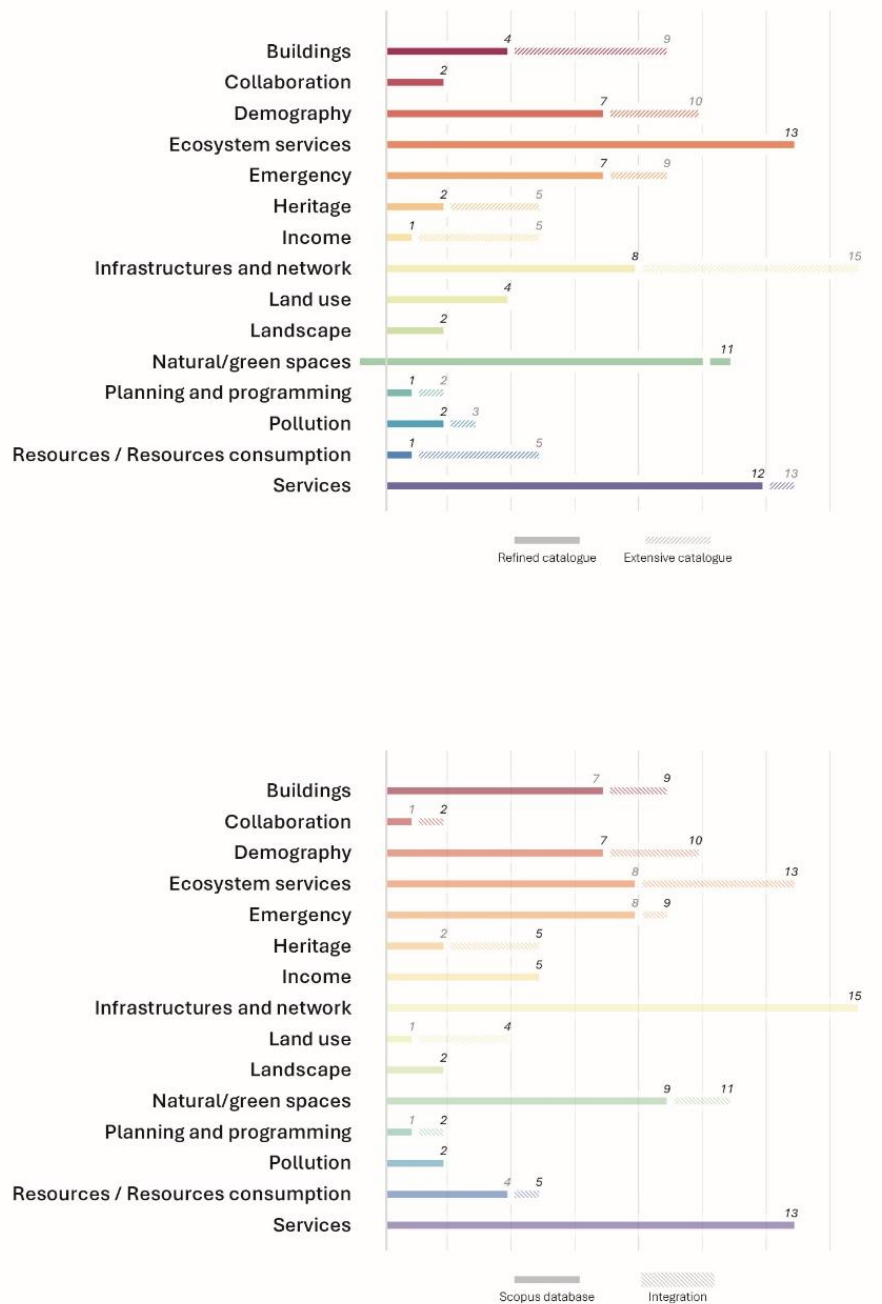 4 9
Buildings
2
Collaboration
7 10
Demography
13
Ecosystem services
7 9
Emergency
2 5
Heritage
1 5
Income
8 15
Infrastructures and network
4
Land use
2
Landscape
11
Natural/green spaces
1 2
Planning and programming
2 3
Pollution
1 5
Resources / Resources consumption
12 13
Services
Refined catalogue Extensive catalogue
7 9
Buildings
1 2
Collaboration
7 10
Demography
8 13
Ecosystem services
8 9
Emergency
2 5
Heritage
5
Income
15
Infrastructures and network
1 4
Land use
2
Landscape
9 11
Natural/green spaces
1 2
Planning and programming
2
Pollution
4 5
Resources / Resources consumption
13
Services
Scopus database Integration